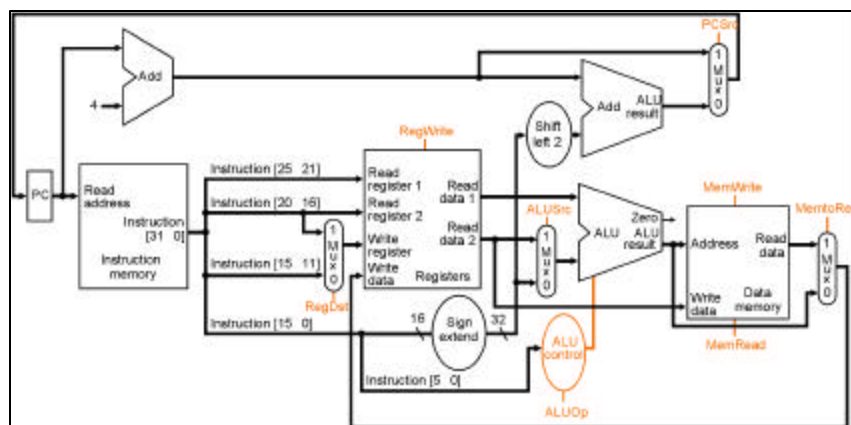 PCSrc
1
M
u
x
0
Add
4
Add
ALU
result
Shift
left 2
RegWrite
PC
Read
address
Instruction
[31 0]
Instruction
memory
Instruction [25 21]
Instruction [20 16]
Instruction [15 11]
Instruction [15 0]
1
M
u
x
0
RegDst
Read
register 1
Read
register 2
Write
register
Write
data
Read
data 1
Read
data 2
Registers
ALUSrc
1
M
u
x
0
ALU
Zero
ALU
result
MemWrite
Address
Read
data
Write
data
Data
memory
MemRead
MemtoRe
1
M
u
x
0
16
Sign
extend
32
ALU
control
Instruction [5 0]
ALUOp